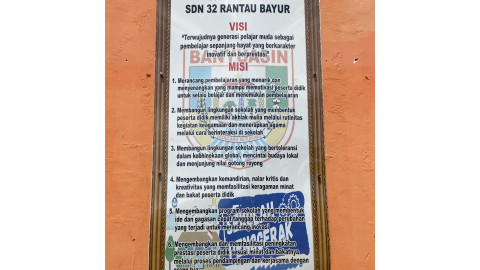 SDN 32 RANTAU BAYUR
VISI
"Terwujudnya generasi pelajar muda sebagai
pembelajar sepanjang hayat yang berkarakter
inovatif dan berprestasi."
BANYUASIN
MISI
1. Merancang pembelajaran yang menarik dan
menyenangkan yang mampu memotivasi peserta didik
untuk selalu belajar dan menemukan pembelajaran
2. Membangun lingkungan sekolah yang membentuk
peserta didik memiliki akhlak mulia melalui rutinitas
kegiatan keagamaan dan menerapkan agama
melalui cara berinteraksi di sekolah
3. Membangun lingkungan sekolah yang bertoleransi
dalam kebhinekaan global, mencintai budaya lokal
dan menjunjung nilai gotong royong
4. Mengembangkan kemandirian, nalar kritis dan
kreativitas yang memfasilitasi keragaman minat
dan bakat peserta didik
5. Mengembangkan program sekolah yang membentuk
ide dan gagasan cepat tanggap terhadap perubahan
yang terjadi untuk merancang inovasi
6. Mengembangkan dan memfasilitasi peningkatan
prestasi peserta didik sesuai minat dan bakatnya
melalui proses pendampingan dan kerjasama dengan